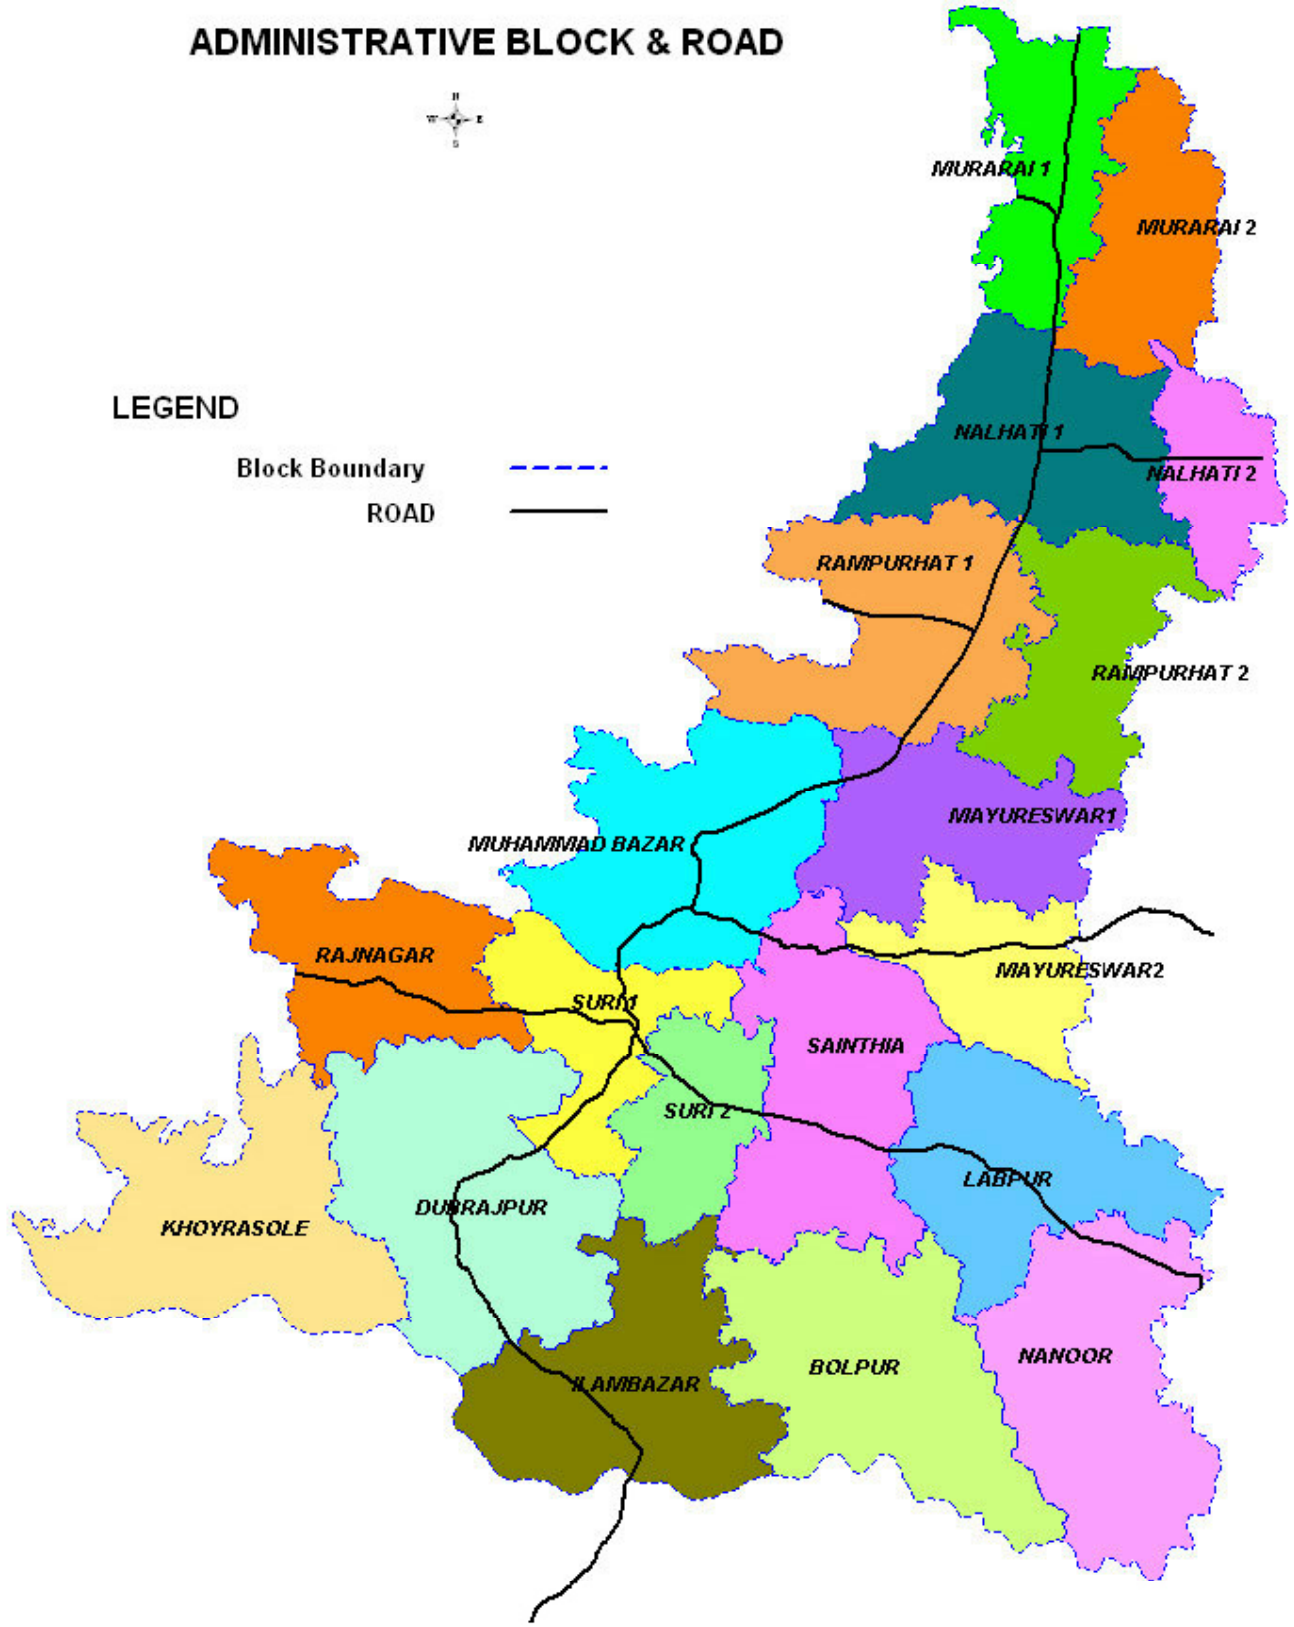 ADMINISTRATIVE BLOCK & ROAD
N
W E
S
MURARAI 1
MURARAI 2
LEGEND
NALHATI 1
Block Boundary
NALHATI 2
ROAD
RAMPURHAT 1
RAMPURHAT 2
MAYURESWAR1
MUHAMMAD BAZAR
RAJNAGAR
MAYURESWAR2
SURI 1
SAINTHIA
SURI 2
LABPUR
DUBRAJPUR
KHOYRASOLE
NANOOR
BOLPUR
ILAMBAZAR